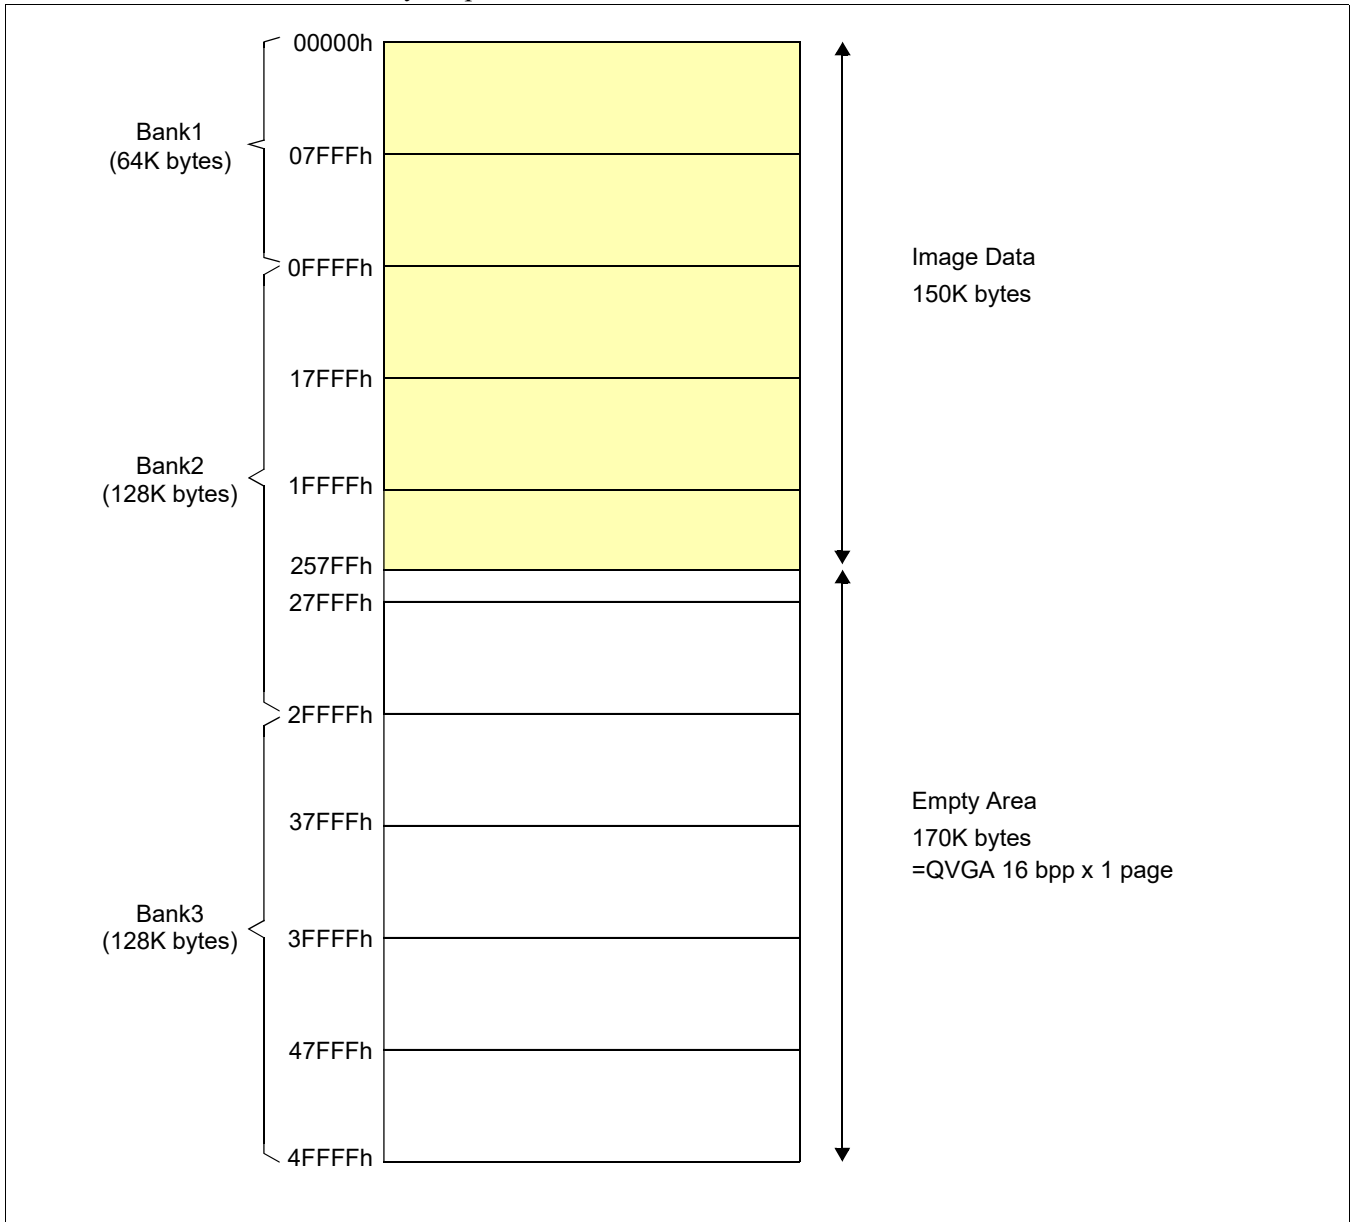 00000h
Bank1
(64K bytes)
07FFFh
0FFFFh
Image Data
150K bytes
17FFFh
Bank2
(128K bytes)
1FFFFh
257FFh
27FFFh
2FFFFh
37FFFh
Empty Area
170K bytes
=QVGA 16 bpp x 1 page
Bank3
(128K bytes)
3FFFFh
47FFFh
4FFFFh